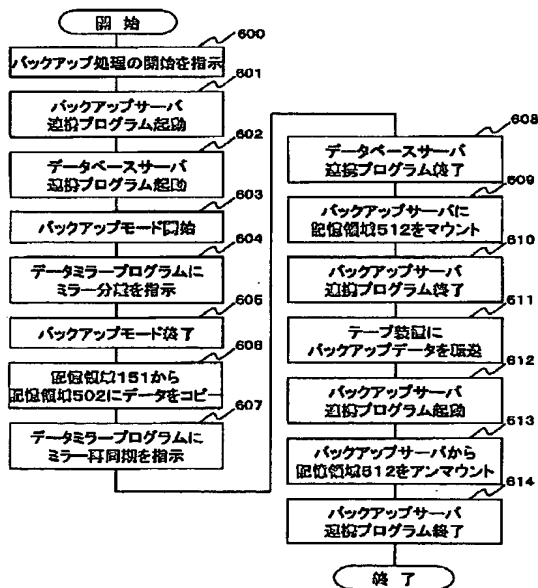 開始
600
バックアップ処理の開始を指示
601
バックアップサーバ
連携プログラム起動
602
データベースサーバ
連携プログラム起動
603
バックアップモード開始
604
データミラープログラムに
ミラー分離を指示
605
バックアップモード終了
606
記憶領域151から
記憶領域502にデータをコピー
607
データミラープログラムに
ミラー再同期を指示
608
データベースサーバ
連携プログラム終了
609
バックアップサーバに
記憶領域512をマウント
610
バックアップサーバ
連携プログラム終了
611
テープ装置に
バックアップデータを転送
612
バックアップサーバ
連携プログラム起動
613
バックアップサーバから
記憶領域512をアンマウント
614
バックアップサーバ
連携プログラム終了
終了